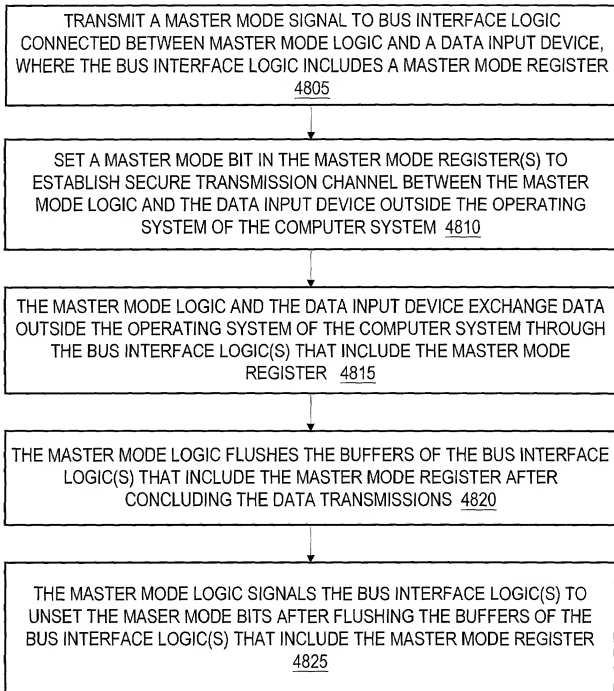 TRANSMIT A MASTER MODE SIGNAL TO BUS INTERFACE LOGIC
CONNECTED BETWEEN MASTER MODE LOGIC AND A DATA INPUT DEVICE,
WHERE THE BUS INTERFACE LOGIC INCLUDES A MASTER MODE REGISTER
4805
SET A MASTER MODE BIT IN THE MASTER MODE REGISTER(S) TO
ESTABLISH SECURE TRANSMISSION CHANNEL BETWEEN THE MASTER
MODE LOGIC AND THE DATA INPUT DEVICE OUTSIDE THE OPERATING
SYSTEM OF THE COMPUTER SYSTEM 4810
THE MASTER MODE LOGIC AND THE DATA INPUT DEVICE EXCHANGE DATA
OUTSIDE THE OPERATING SYSTEM OF THE COMPUTER SYSTEM THROUGH
THE BUS INTERFACE LOGIC(S) THAT INCLUDE THE MASTER MODE
REGISTER 4815
THE MASTER MODE LOGIC FLUSHES THE BUFFERS OF THE BUS INTERFACE
LOGIC(S) THAT INCLUDE THE MASTER MODE REGISTER AFTER
CONCLUDING THE DATA TRANSMISSIONS 4820
THE MASTER MODE LOGIC SIGNALS THE BUS INTERFACE LOGIC(S) TO
UNSET THE MASER MODE BITS AFTER FLUSHING THE BUFFERS OF THE
BUS INTERFACE LOGIC(S) THAT INCLUDE THE MASTER MODE REGISTER
4825